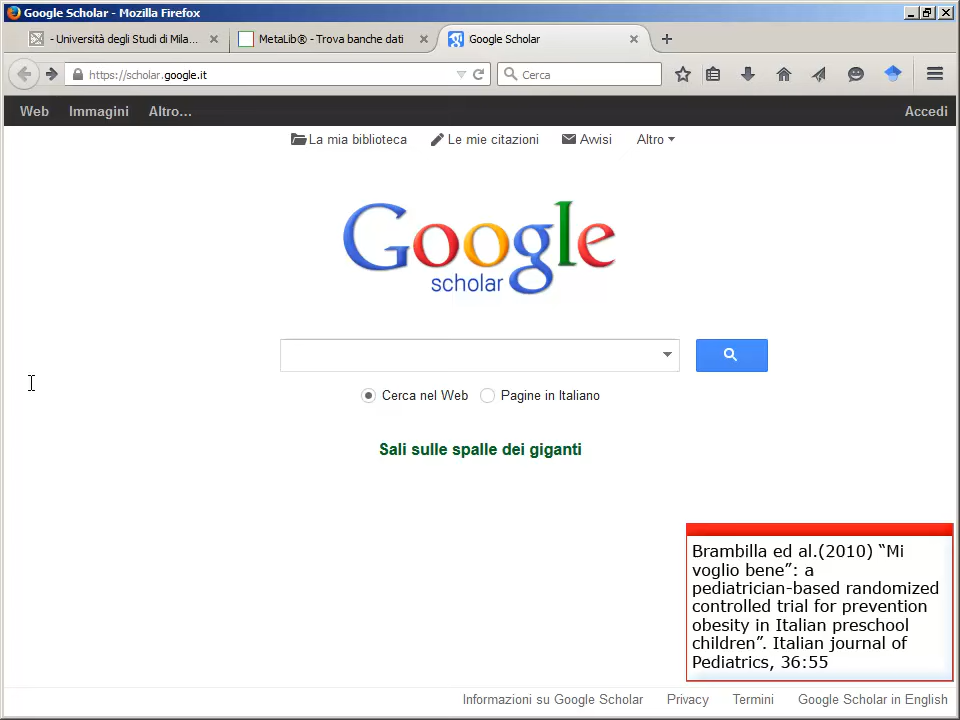 Google Scholar - Mozilla Firefox
- Università degli Studi di Mila...
MetaLib® - Trova banche dati
Google Scholar
https://scholar.google.it
Cerca
Web Immagini Altro... Accedi
La mia biblioteca Le mie citazioni Avvisi Altro
Google
scholar
Cerca nel Web Pagine in Italiano
Sali sulle spalle dei giganti
Brambilla ed al.(2010) “Mi
voglio bene”: a
pediatrician-based randomized
controlled trial for prevention
obesity in Italian preschool
children”. Italian journal of
Pediatrics, 36:55
Informazioni su Google Scholar Privacy Termini Google Scholar in English